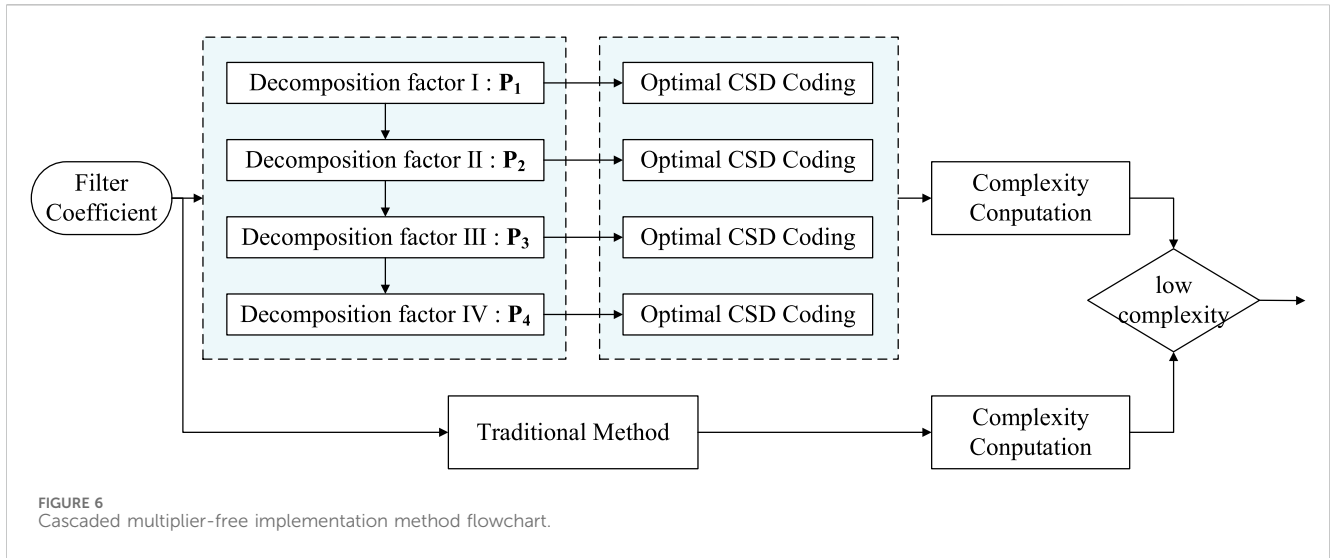 Decomposition factor I : P1
Optimal CSD Coding
Decomposition factor II : P2
Optimal CSD Coding
Filter
Coefficient
Decomposition factor III : P3
Optimal CSD Coding
Decomposition factor IV : P4
Optimal CSD Coding
Complexity
Conputation
low
complexity
Traditional Method
Complexity
Conputation
FIGURE 6
Cascaded multiplier-free implementation method flowchart.